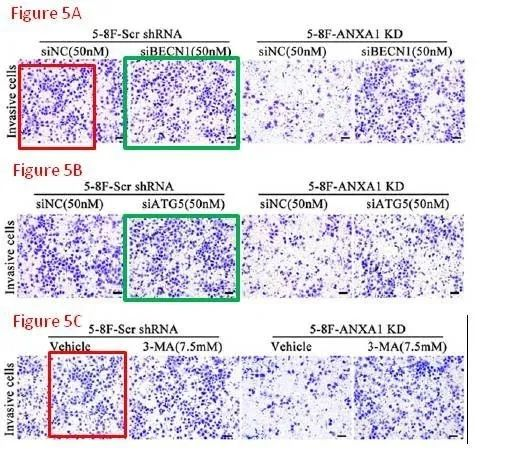 Figure 5A
5-8F-Scr shRNA 5-8F-ANXA1 KD
siNC(50nM) siBECN1(50nM) siNC(50nM) siBECN1(50nM)
Invasive cells
Figure 5B
5-8F-Scr shRNA 5-8F-ANXA1 KD
siNC(50nM) siATG5(50nM) siNC(50nM) siATG5(50nM)
Invasive cells
Figure 5C
5-8F-Scr shRNA 5-8F-ANXA1 KD
Vehicle 3-MA(7.5mM) Vehicle 3-MA(7.5mM)
Invasive cells